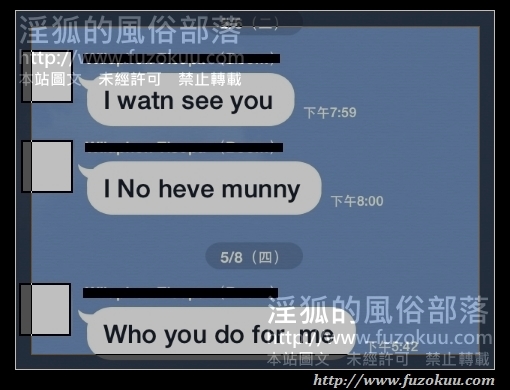 淫狐的風俗部落
http://www.fuzokuu.com
本站圖文 未經許可 禁止轉載
(二)
I watn see you
下午7:59
I No heve munny
下午8:00
5/8 (四)
Who you do for me
下午5:42
淫狐的風俗部落
http://www.fuzokuu.com
本站圖文 未經許可 禁止轉載
http://www.fuzokuu.com